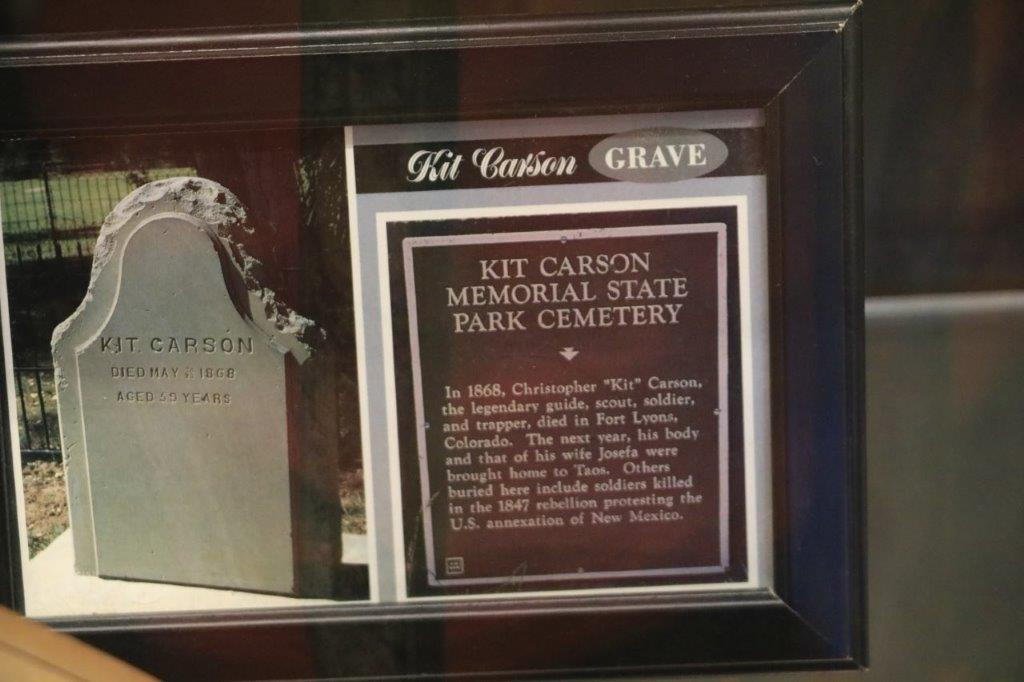 KIT CARSON
DIED MAY 1868
AGED 59 YEARS
Kit Carson GRAVE
KIT CARSON
MEMORIAL STATE
PARK CEMETERY
In 1868, Christopher "Kit" Carson,
the legendary guide, scout, soldier,
and trapper, died in Fort Lyons,
Colorado. The next year, his body
and that of his wife Josefa were
brought home to Taos. Others
buried here include soldiers killed
in the 1847 rebellion protesting the
U.S. annexation of New Mexico.